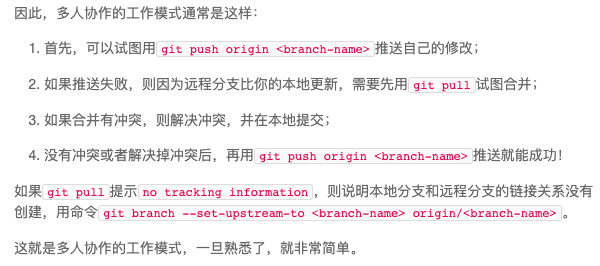 因此，多人协作的工作模式通常是这样：
1. 首先，可以试图用git push origin <branch-name>推送自己的修改；
2. 如果推送失败，则因为远程分支比你的本地更新，需要先用git pull试图合并；
3. 如果合并有冲突，则解决冲突，并在本地提交；
4. 没有冲突或者解决掉冲突后，再用git push origin <branch-name>推送就能成功！
如果git pull提示no tracking information，则说明本地分支和远程分支的链接关系没有
创建，用命令git branch --set-upstream-to <branch-name> origin/<branch-name>。
这就是多人协作的工作模式，一旦熟悉了，就非常简单。